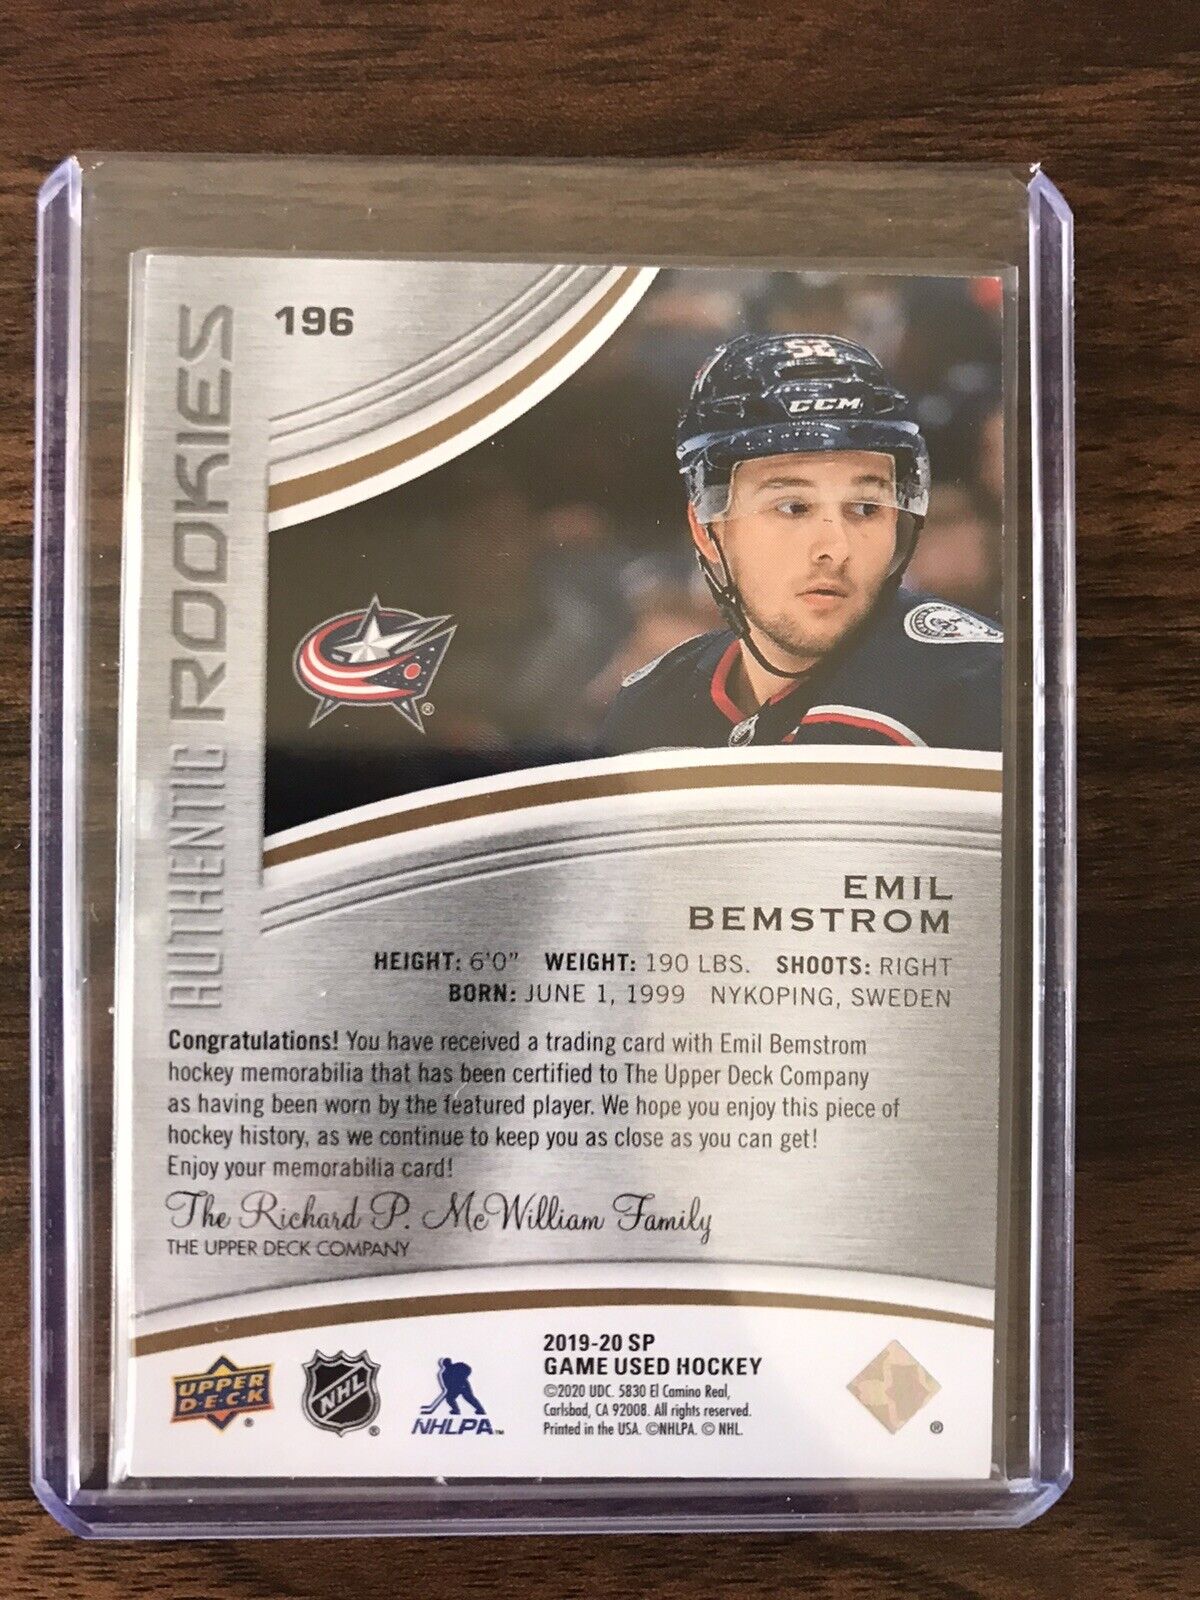 196
AUTHENTIC ROOKIES
52
CCM
®
EMIL
BEMSTROM
HEIGHT: 6'0" WEIGHT: 190 LBS. SHOOTS: RIGHT
BORN: JUNE 1, 1999 NYKOPING, SWEDEN
Congratulations! You have received a trading card with Emil Bemstrom
hockey memorabilia that has been certified to The Upper Deck Company
as having been worn by the featured player. We hope you enjoy this piece of
hockey history, as we continue to keep you as close as you can get!
Enjoy your memorabilia card!
The Richard P. McWilliam Family
THE UPPER DECK COMPANY
UPPER
D·E·C·K
®
NHL
®
NHLPA™
2019-20 SP
GAME USED HOCKEY
©2020 UDC. 5830 El Camino Real,
Carlsbad, CA 92008. All rights reserved.
Printed in the USA. ©NHLPA. © NHL.
®